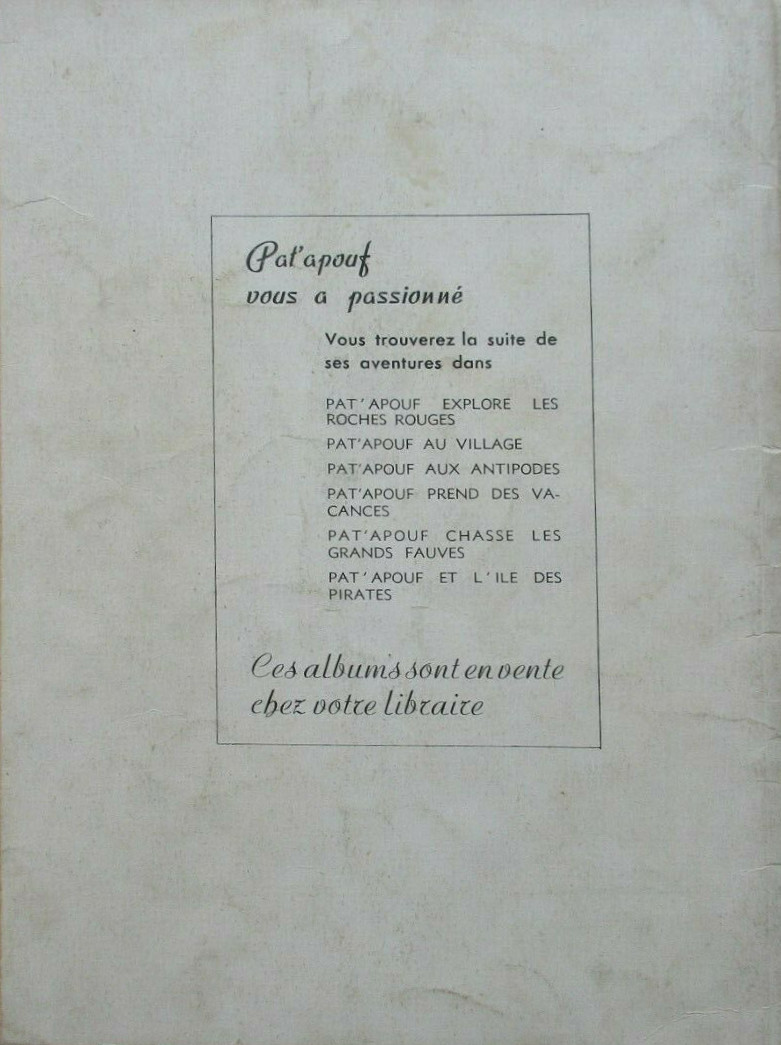 Pat'apouf
vous a passionné
Vous trouverez la suite de
ses aventures dans
PAT'APOUF EXPLORE LES
ROCHES ROUGES
PAT'APOUF AU VILLAGE
PAT'APOUF AUX ANTIPODES
PAT'APOUF PREND DES VA-
CANCES
PAT'APOUF CHASSE LES
GRANDS FAUVES
PAT'APOUF ET L'ILE DES
PIRATES
Ces albums sont en vente
chez votre libraire